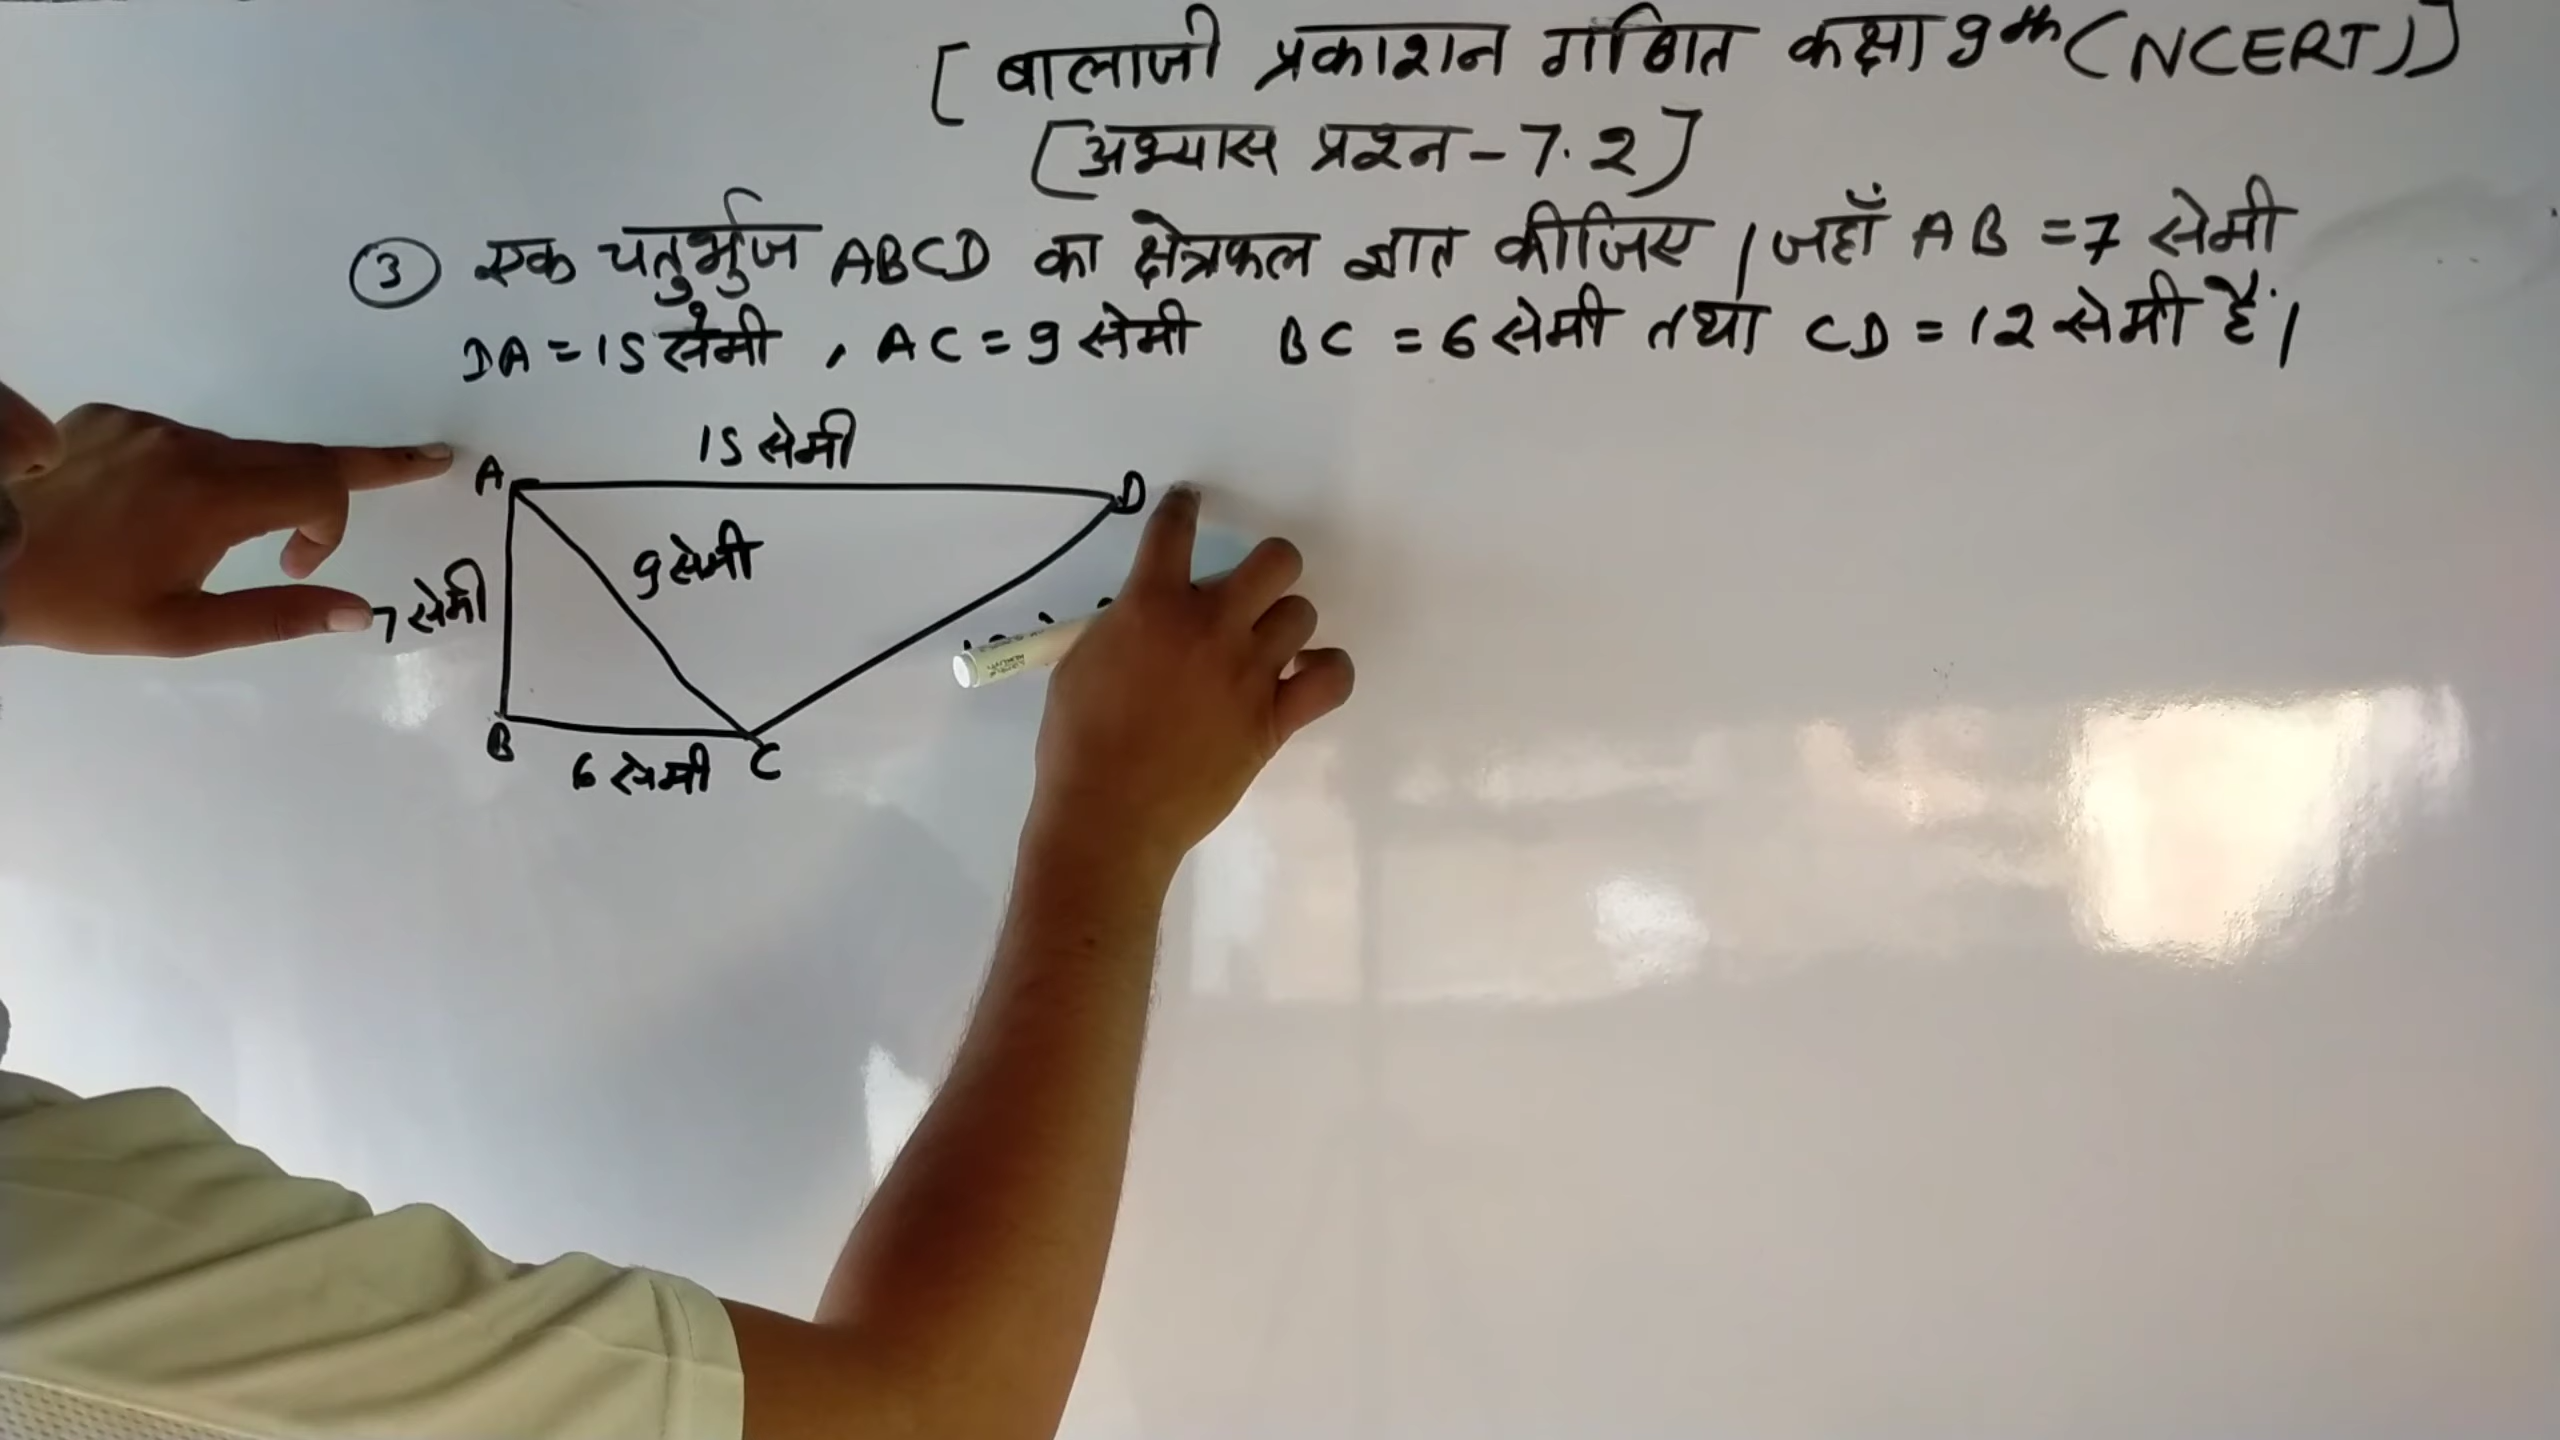 [ बालाजी प्रकाशन गणित कक्षा 9th (NCERT)]
[अभ्यास प्रश्न - 7.2]
③ एक चतुर्भुज ABCD का क्षेत्रफल ज्ञात कीजिए । जहाँ AB = 7 सेमी
DA = 15 सेमी , AC = 9 सेमी BC = 6 सेमी तथा CD = 12 सेमी हैं।
15 सेमी
A
D
9 सेमी
7 सेमी
B
6 सेमी
C